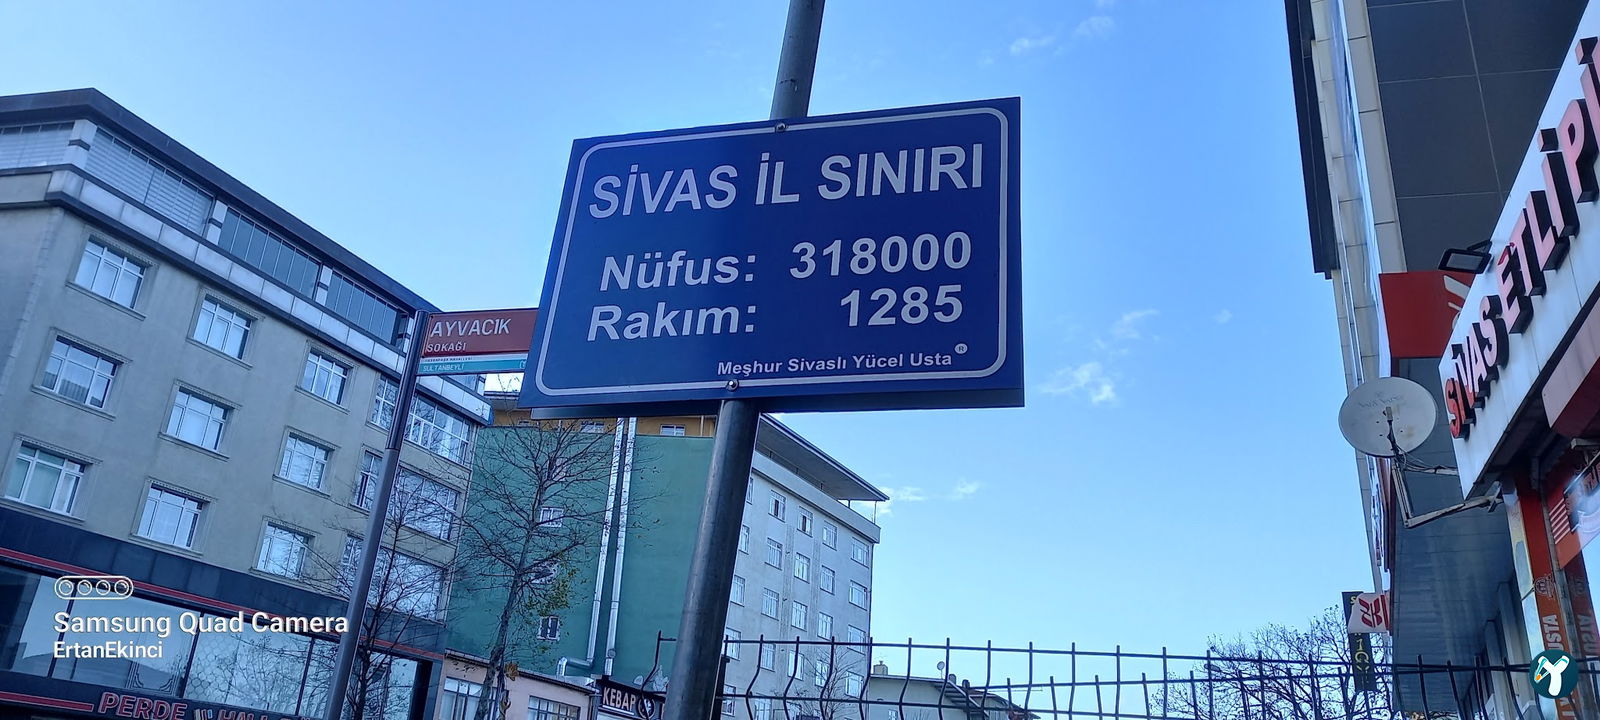 SİVAS İL SINIRI
Nüfus: 318000
Rakım: 1285
Meşhur Sivaslı Yücel Usta®
AYVACIK
SOKAĞI
SULTANBEYLİ
SİVAS ETLİ Pİ
KEBAP
PERDE
USTA
Samsung Quad Camera
ErtanEkinci